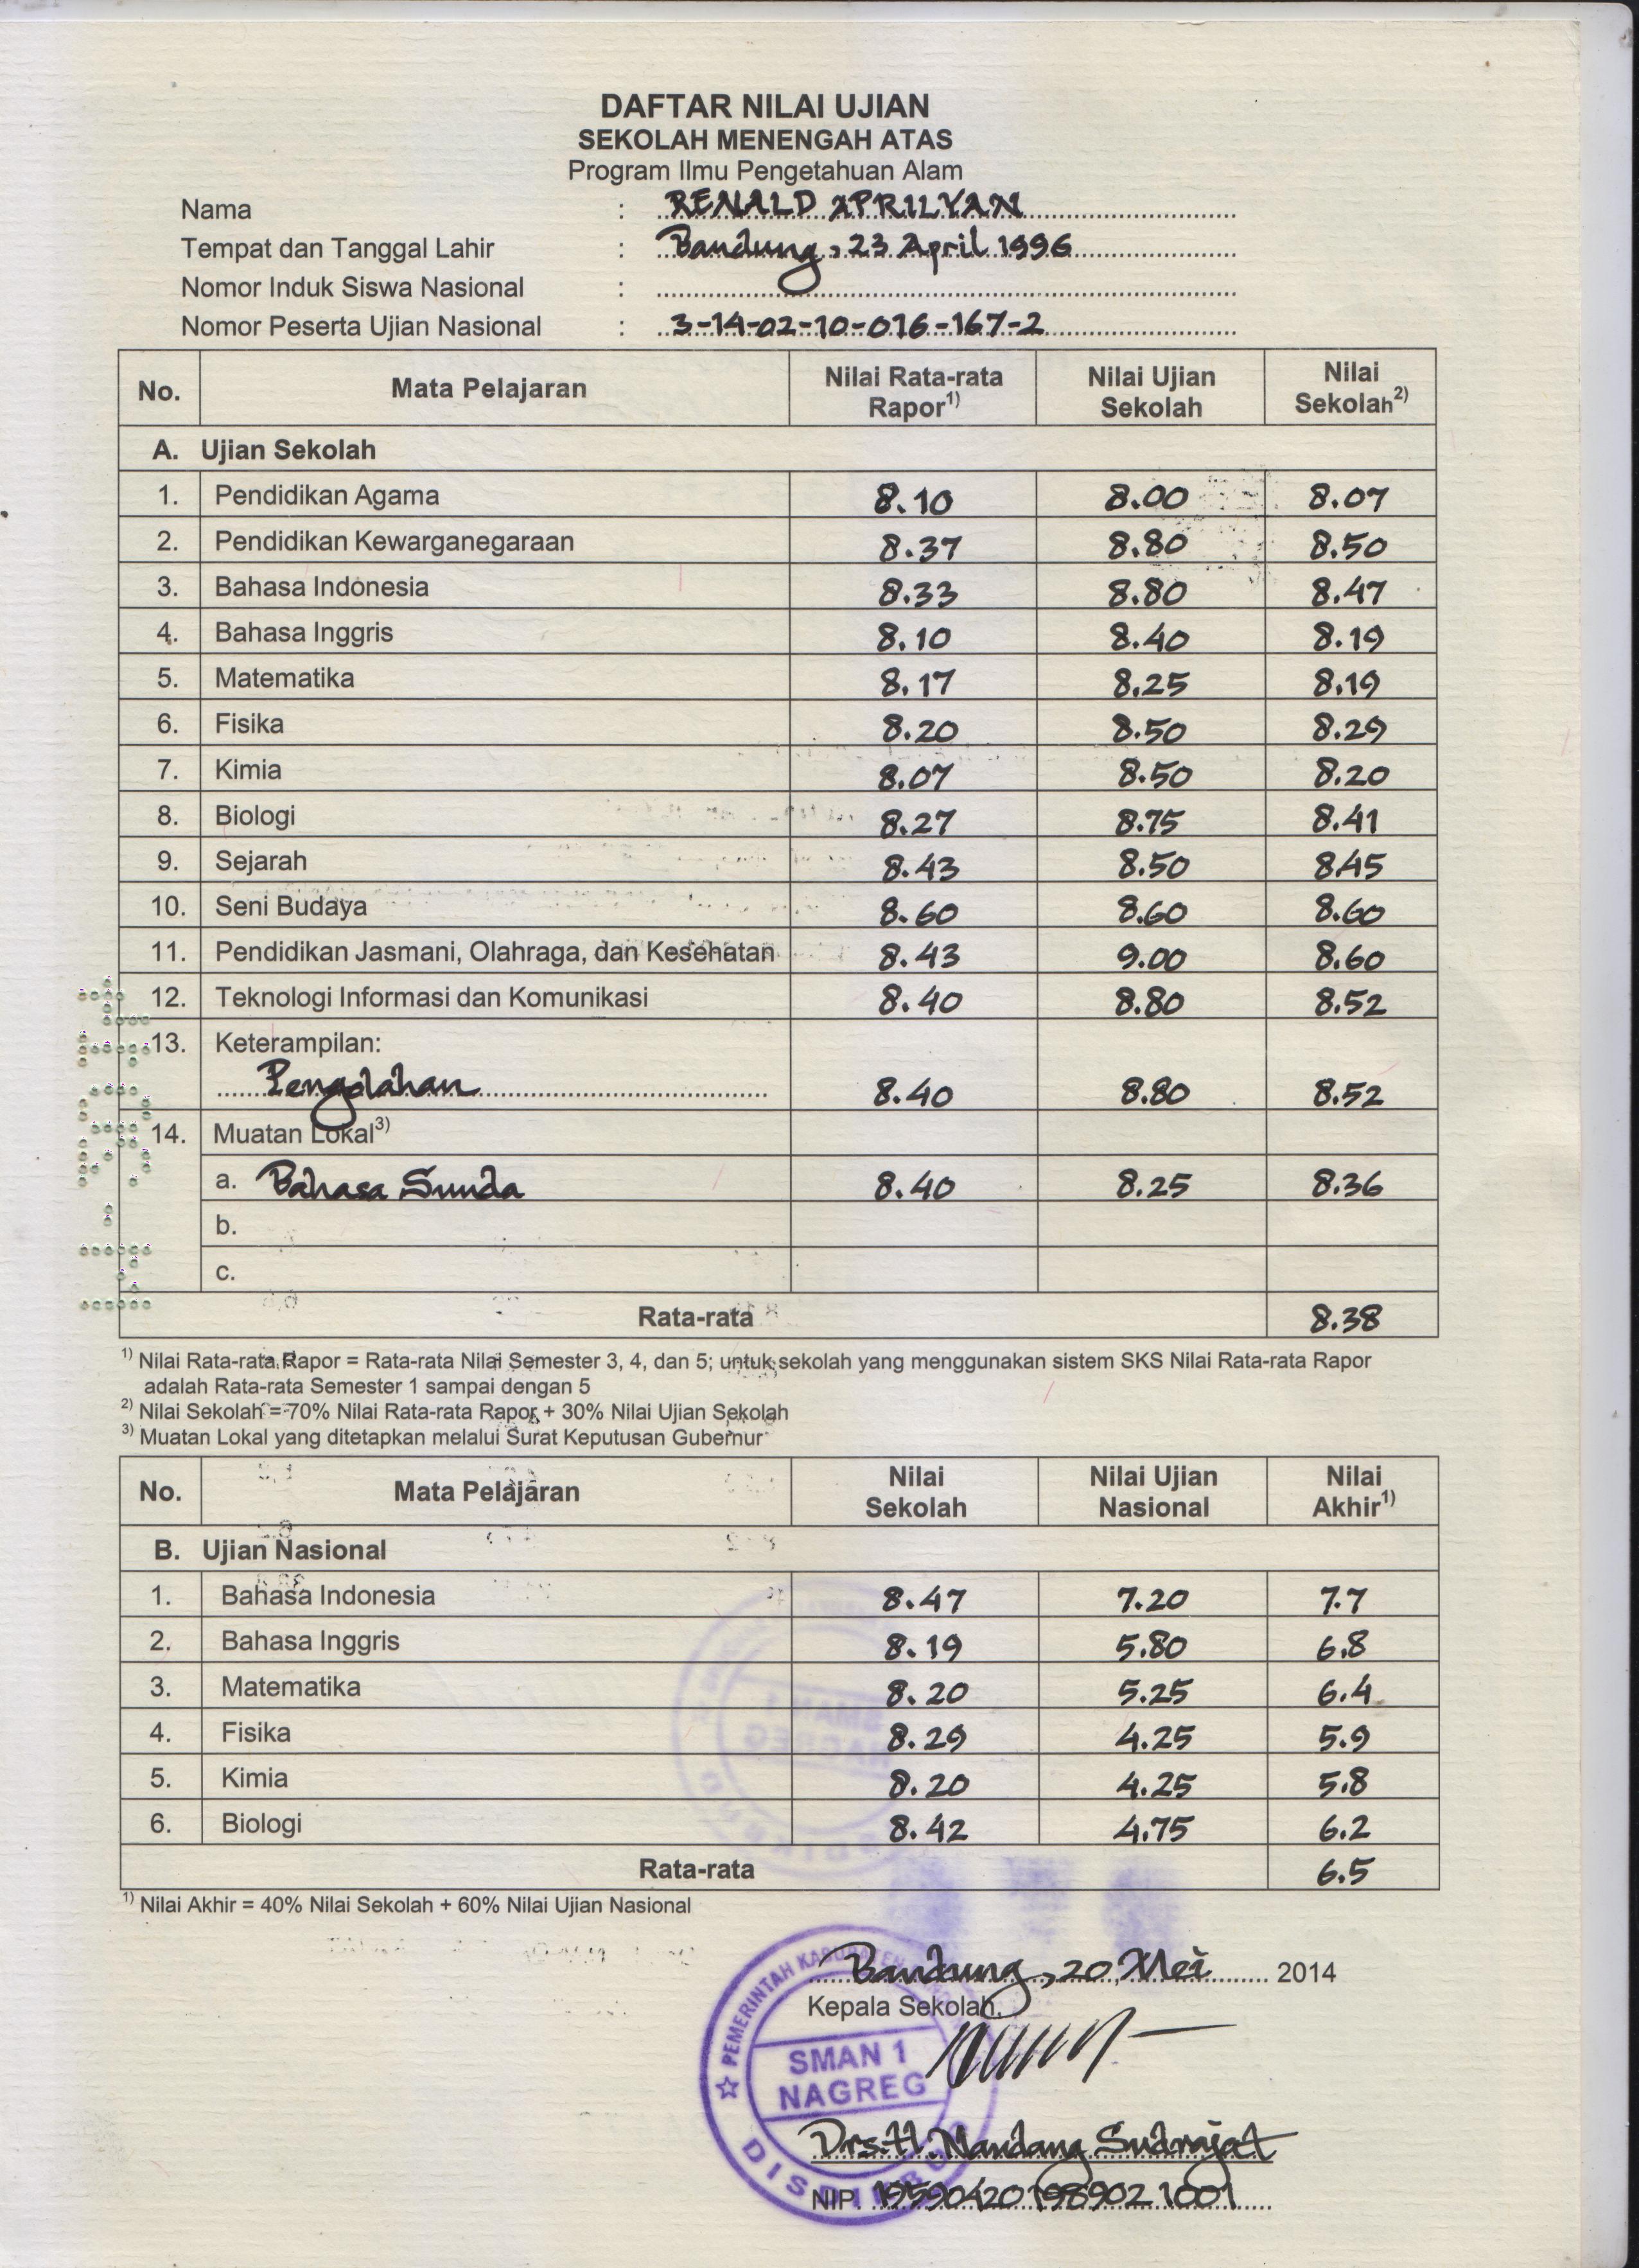 DAFTAR NILAI UJIAN
SEKOLAH MENENGAH ATAS
Program Ilmu Pengetahuan Alam
Nama : RENALD APRILYAN
Tempat dan Tanggal Lahir : Bandung, 23 April 1996
Nomor Induk Siswa Nasional :
Nomor Peserta Ujian Nasional : 3-14-02-10-016-167-2
No. Mata Pelajaran Nilai Rata-rata Rapor1) Nilai Ujian Sekolah Nilai Sekolah2)
A. Ujian Sekolah
1. Pendidikan Agama 8.10 8.00 8.07
2. Pendidikan Kewarganegaraan 8.37 8.80 8.50
3. Bahasa Indonesia 8.33 8.80 8.47
4. Bahasa Inggris 8.10 8.40 8.19
5. Matematika 8.17 8.25 8.19
6. Fisika 8.20 8.50 8.29
7. Kimia 8.07 8.50 8.20
8. Biologi 8.27 8.75 8.41
9. Sejarah 8.43 8.50 8.45
10. Seni Budaya 8.60 8.60 8.60
11. Pendidikan Jasmani, Olahraga, dan Kesehatan 8.43 9.00 8.60
12. Teknologi Informasi dan Komunikasi 8.40 8.80 8.52
13. Keterampilan:
Pengolahan 8.40 8.80 8.52
14. Muatan Lokal3)
a. Bahasa Sunda 8.40 8.25 8.36
b.
c.
Rata-rata 8.38
1) Nilai Rata-rata Rapor = Rata-rata Nilai Semester 3, 4, dan 5; untuk sekolah yang menggunakan sistem SKS Nilai Rata-rata Rapor
adalah Rata-rata Semester 1 sampai dengan 5
2) Nilai Sekolah = 70% Nilai Rata-rata Rapor + 30% Nilai Ujian Sekolah
3) Muatan Lokal yang ditetapkan melalui Surat Keputusan Gubernur
No. Mata Pelajaran Nilai Sekolah Nilai Ujian Nasional Nilai Akhir1)
B. Ujian Nasional
1. Bahasa Indonesia 8.47 7.20 7.7
2. Bahasa Inggris 8.19 5.80 6.8
3. Matematika 8.20 5.25 6.4
4. Fisika 8.29 4.25 5.9
5. Kimia 8.20 4.25 5.8
6. Biologi 8.42 4.75 6.2
Rata-rata 6.5
1) Nilai Akhir = 40% Nilai Sekolah + 60% Nilai Ujian Nasional
Bandung, 20 Mei 2014
Kepala Sekolah,
PEMERINTAH KABUPATEN
SMAN 1
NAGREG
DISDIKBUD
Drs. H. Nandang Sudrajat
NIP. 195904201989021001